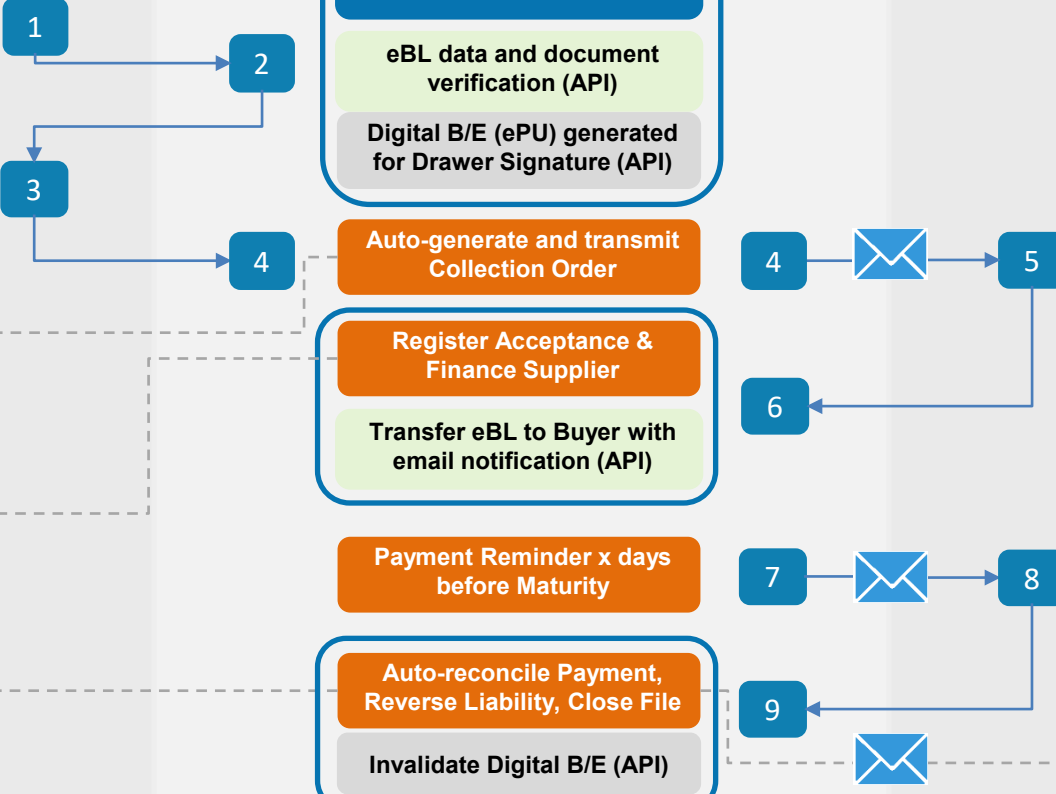 1
2
eBL data and document
verification (API)
Digital B/E (ePU) generated
for Drawer Signature (API)
3
4
Auto-generate and transmit
Collection Order
4
5
Register Acceptance &
Finance Supplier
6
Transfer eBL to Buyer with
email notification (API)
Payment Reminder x days
before Maturity
7
8
Auto-reconcile Payment,
Reverse Liability, Close File
9
Invalidate Digital B/E (API)